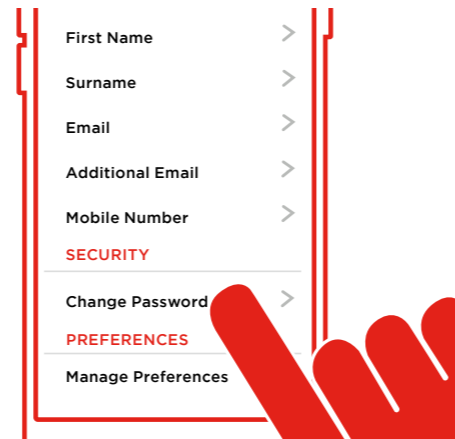 First Name
Surname
Email
Additional Email
Mobile Number
SECURITY
Change Password
PREFERENCES
Manage Preferences